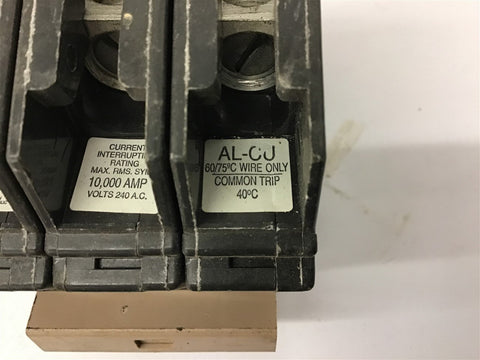 CURRENT
INTERRUPTIN
RATING
MAX. RMS. SYM
10,000 AMP
VOLTS 240 A.C.
AL-CU
60/75°C WIRE ONLY
COMMON TRIP
40°C